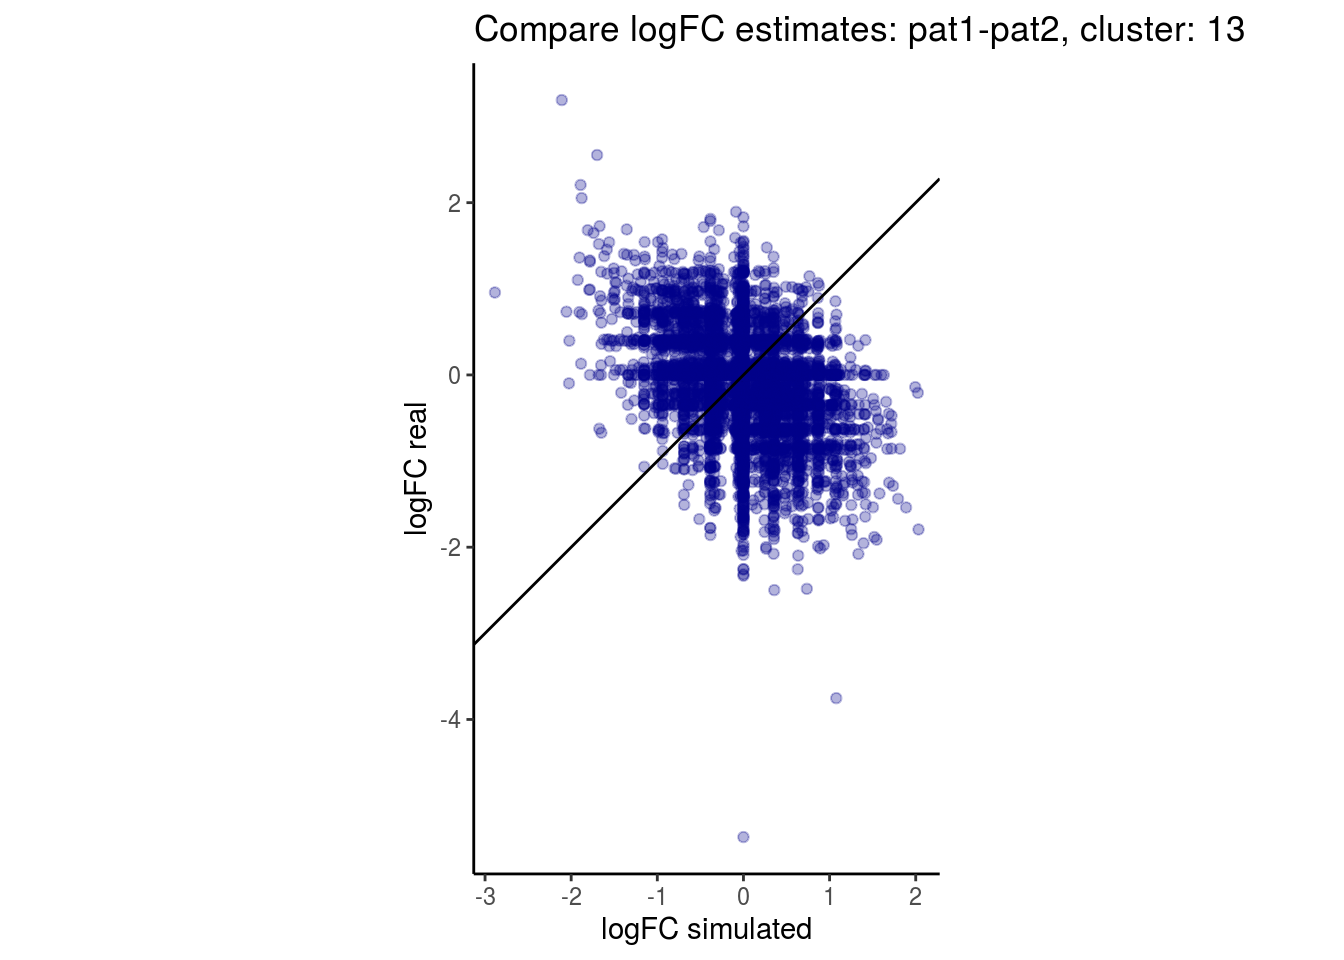 Compare logFC estimates: pat1-pat2, cluster: 13
logFC real
2
0
-2
-4
-3 -2 -1 0 1 2
logFC simulated